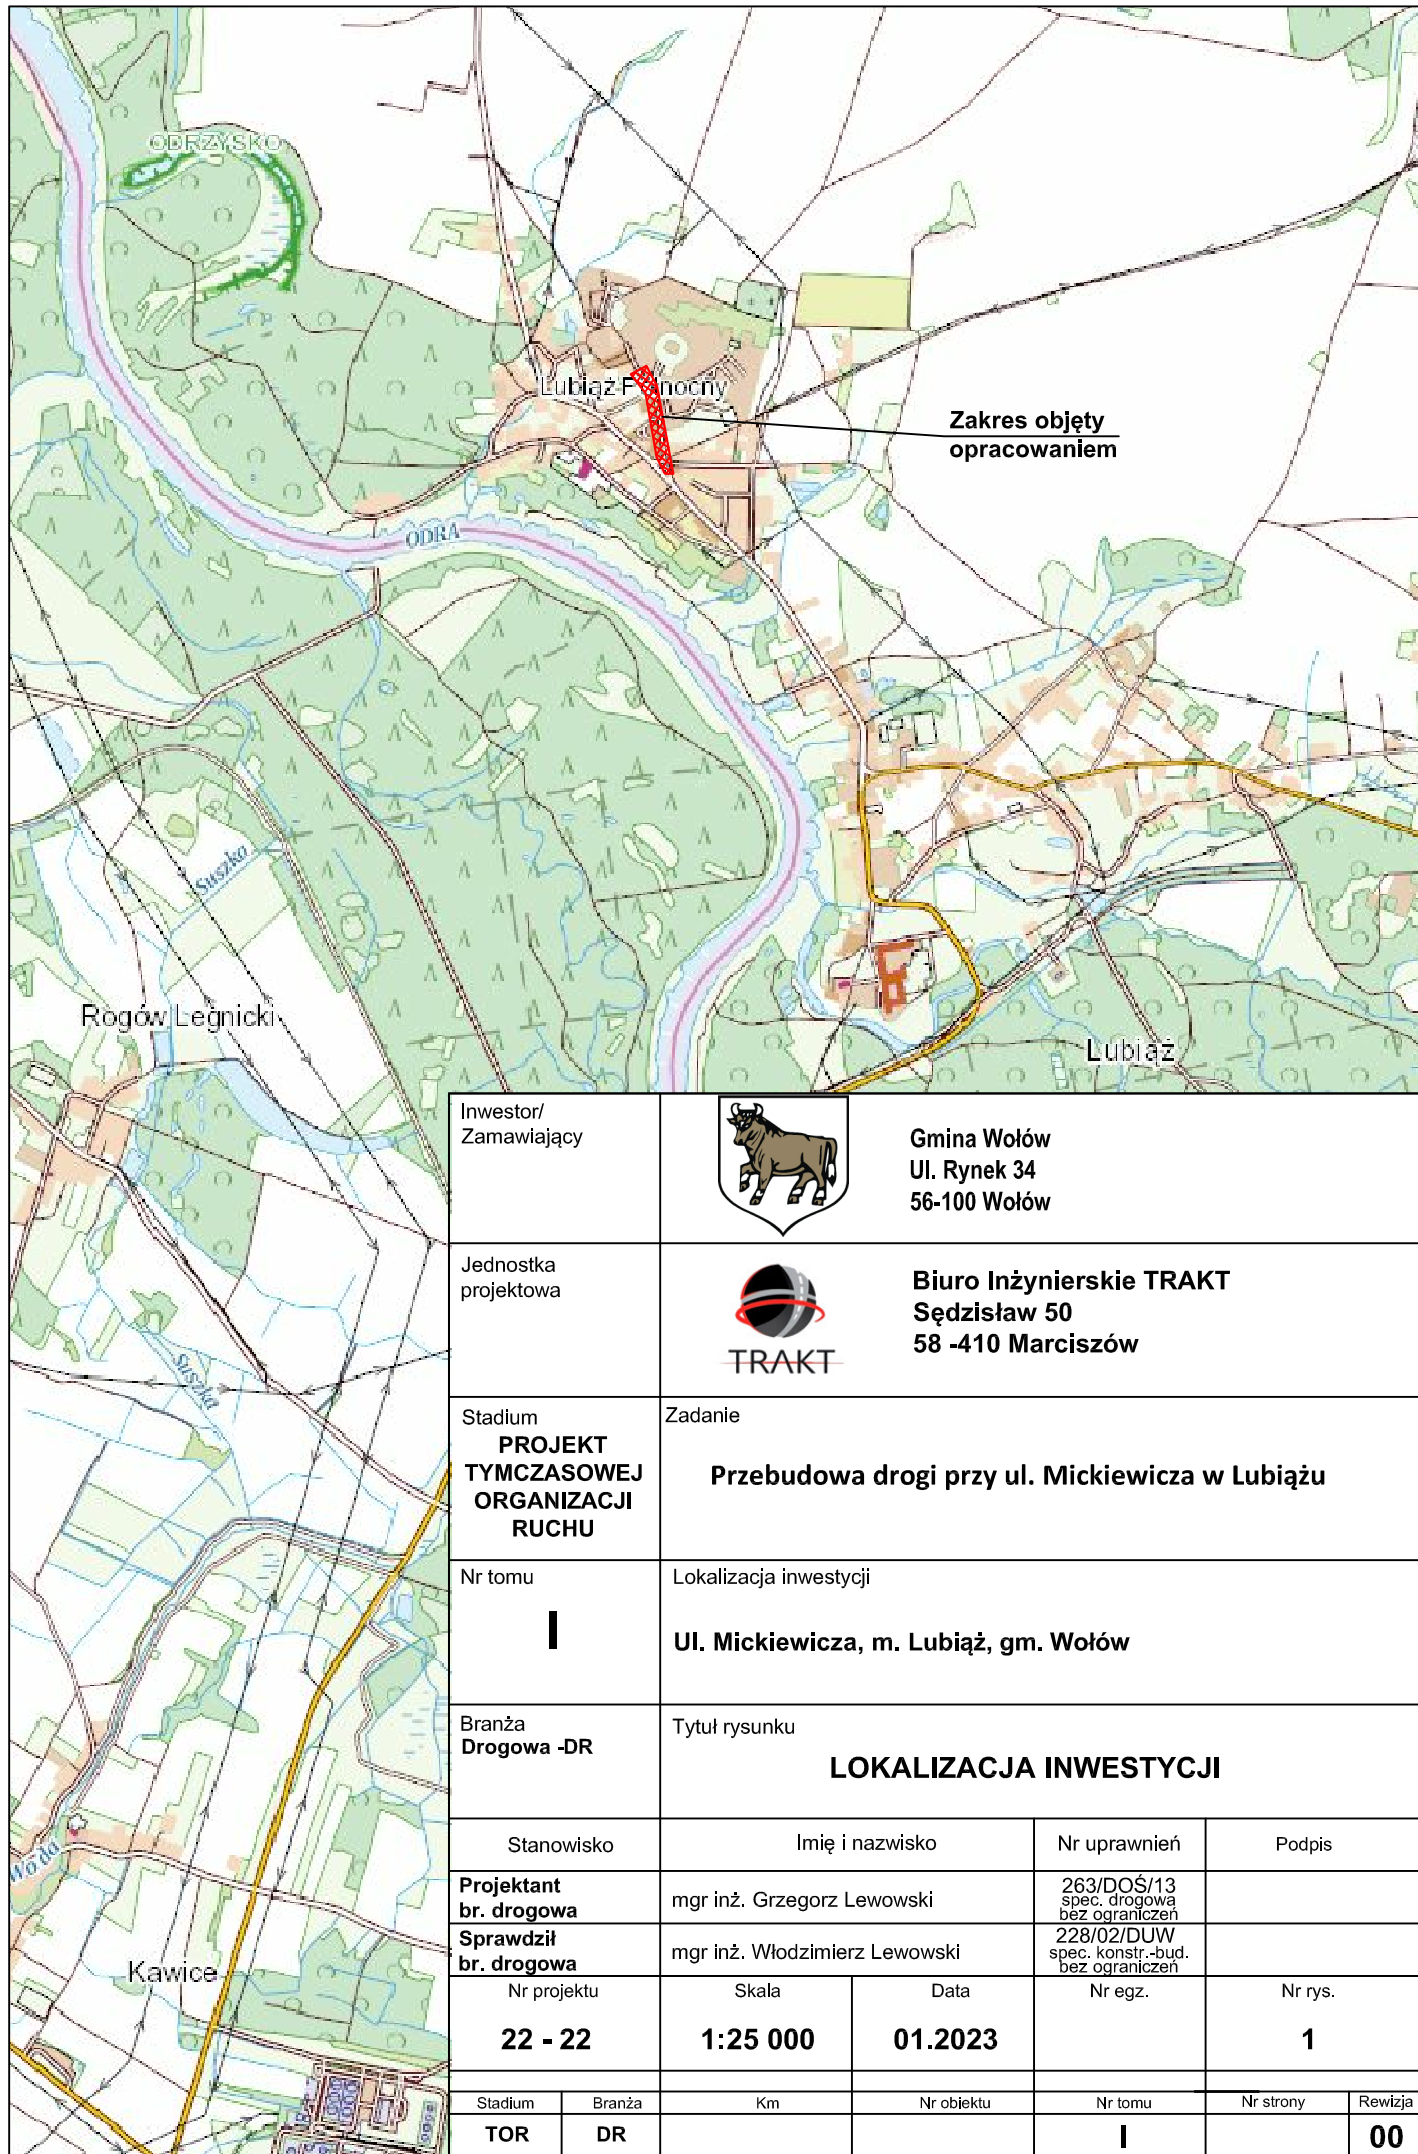 ODRZYSKO
Lubiąż P nocny
Zakres objęty
opracowaniem
ODRA
Suszka
Rogów Legnicki
Lubiąż
Suszka
Woda
Kawice
Inwestor/
Zamawiający
Gmina Wołów
Ul. Rynek 34
56-100 Wołów
Jednostka
projektowa
TRAKT
Biuro Inżynierskie TRAKT
Sędzisław 50
58 -410 Marciszów
Stadium
PROJEKT
TYMCZASOWEJ
ORGANIZACJI
RUCHU
Zadanie
Przebudowa drogi przy ul. Mickiewicza w Lubiążu
Nr tomu
I
Lokalizacja inwestycji
Ul. Mickiewicza, m. Lubiąż, gm. Wołów
Branża
Drogowa -DR
Tytuł rysunku
LOKALIZACJA INWESTYCJI
Stanowisko Imię i nazwisko Nr uprawnień Podpis
Projektant
br. drogowa
mgr inż. Grzegorz Lewowski
263/DOŚ/13
spec. drogowa
bez ograniczeń
Sprawdził
br. drogowa
mgr inż. Włodzimierz Lewowski
228/02/DUW
spec. konstr.-bud.
bez ograniczeń
Nr projektu Skala Data Nr egz. Nr rys.
22 - 22 1:25 000 01.2023 1
Stadium Branża Km Nr obiektu Nr tomu Nr strony Rewizja
TOR DR I 00